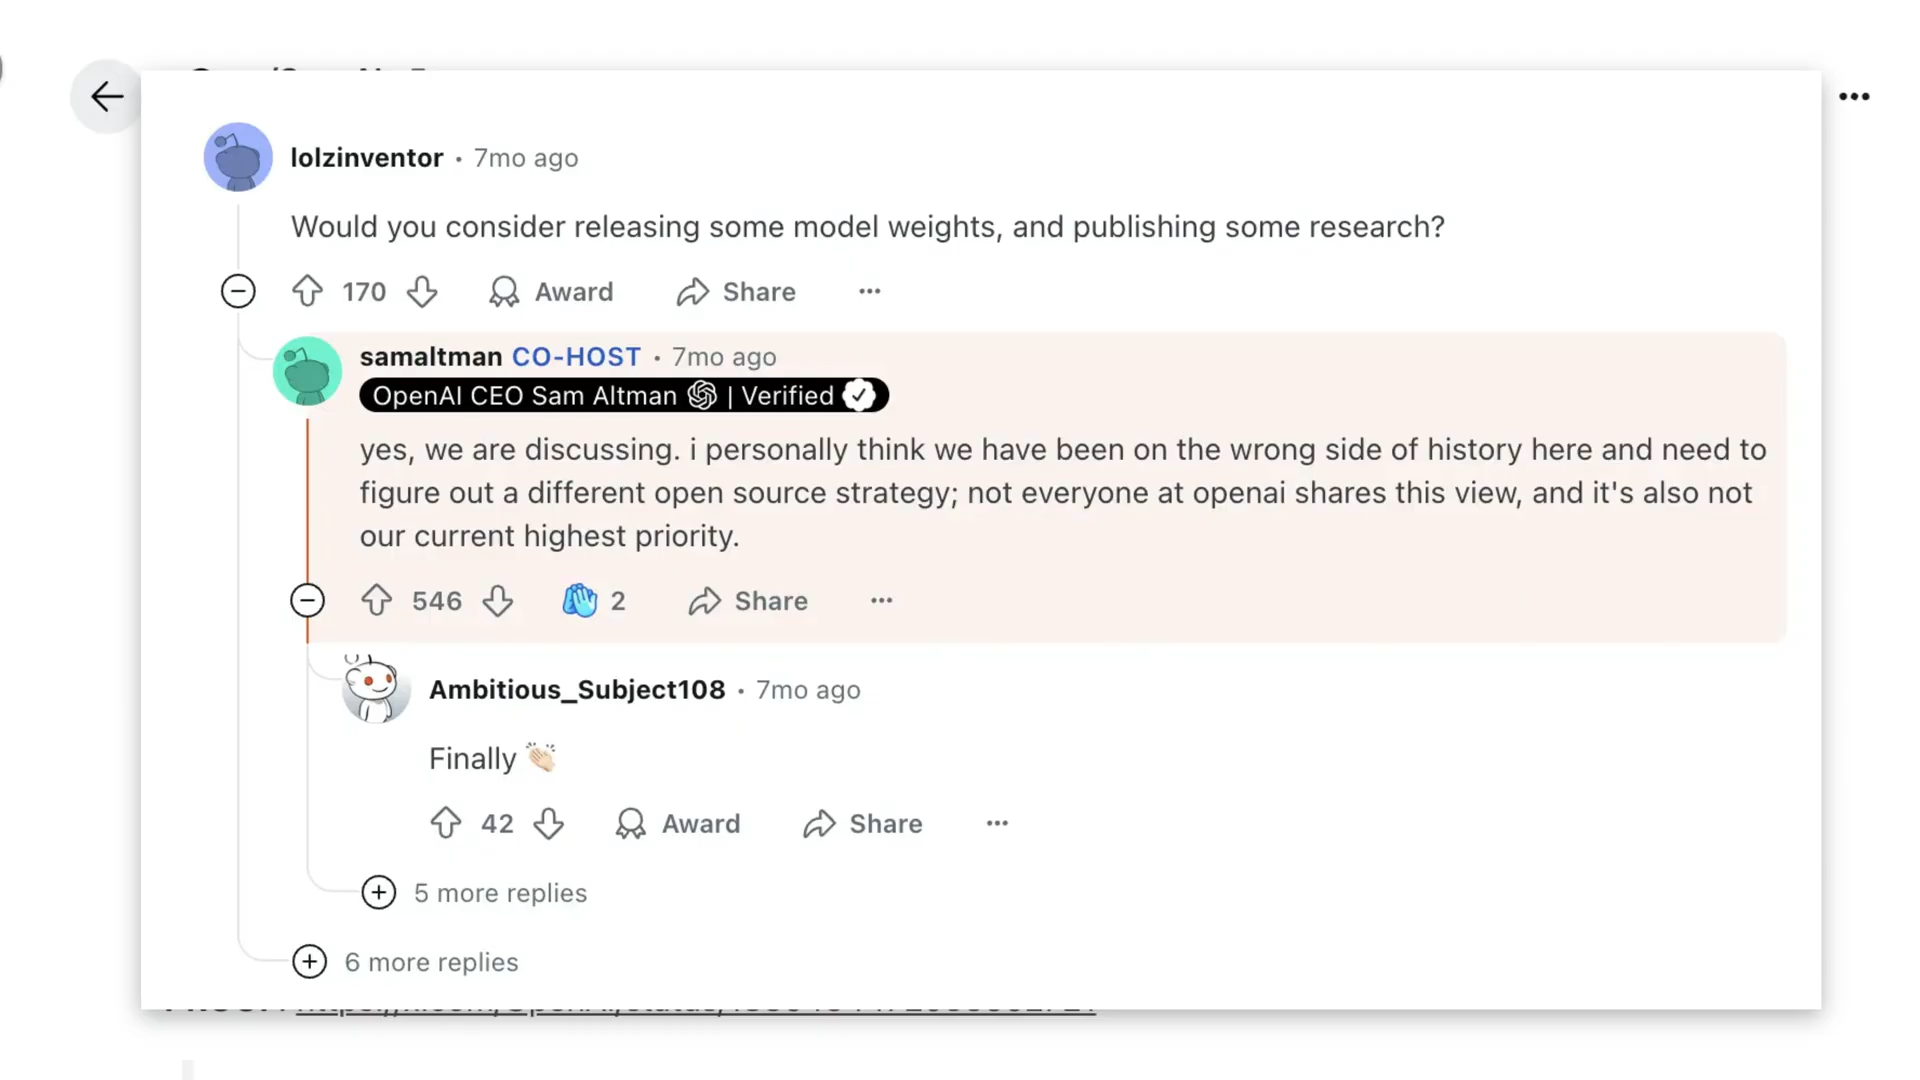 lolzinventor • 7mo ago
Would you consider releasing some model weights, and publishing some research?
170 Award Share
samaltman CO-HOST • 7mo ago
OpenAI CEO Sam Altman | Verified
yes, we are discussing. i personally think we have been on the wrong side of history here and need to
figure out a different open source strategy; not everyone at openai shares this view, and it's also not
our current highest priority.
546 2 Share
Ambitious_Subject108 • 7mo ago
Finally 👏🏻
42 Award Share
5 more replies
6 more replies